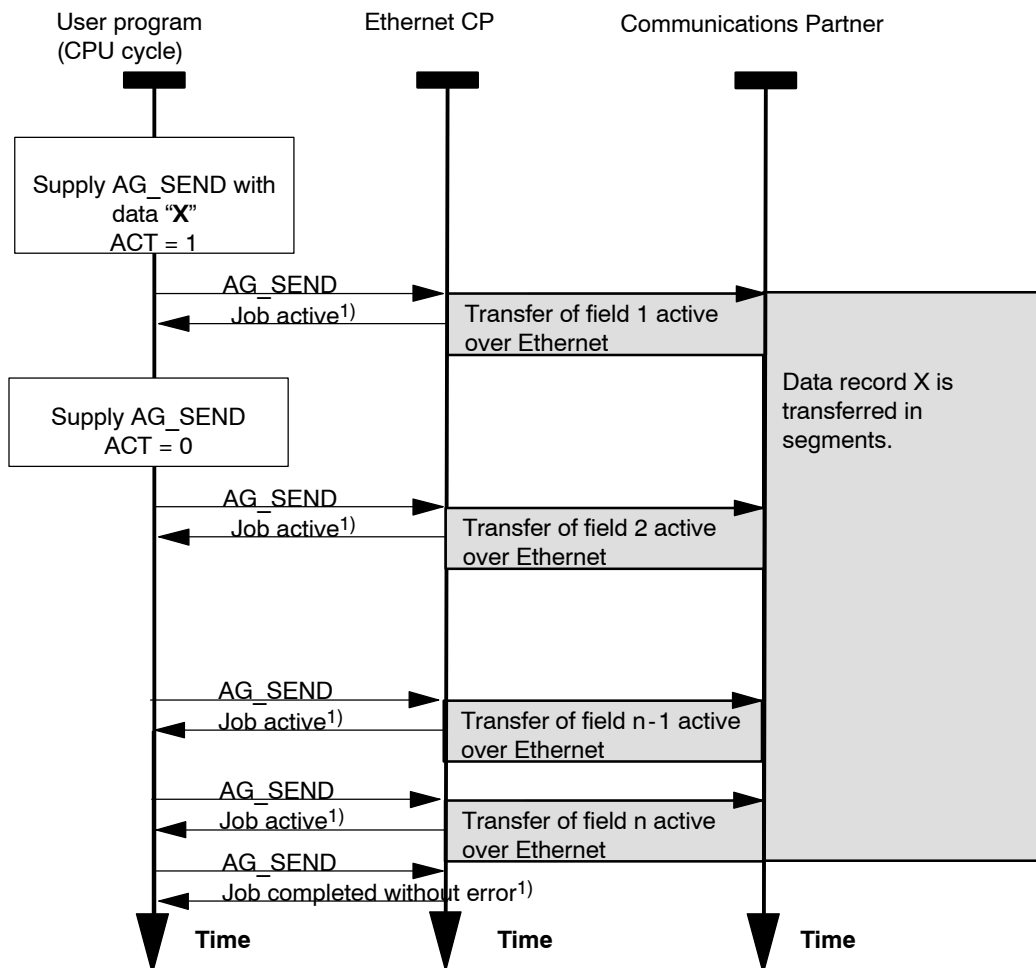 User program
(CPU cycle)
Ethernet CP
Communications Partner
Supply AG_SEND with
data “X”
ACT = 1
AG_SEND
Job active1)
Transfer of field 1 active
over Ethernet
Data record X is
transferred in
segments.
Supply AG_SEND
ACT = 0
AG_SEND
Job active1)
Transfer of field 2 active
over Ethernet
AG_SEND
Job active1)
Transfer of field n-1 active
over Ethernet
AG_SEND
Job active1)
Transfer of field n active
over Ethernet
AG_SEND
Job completed without error1)
Time
Time
Time